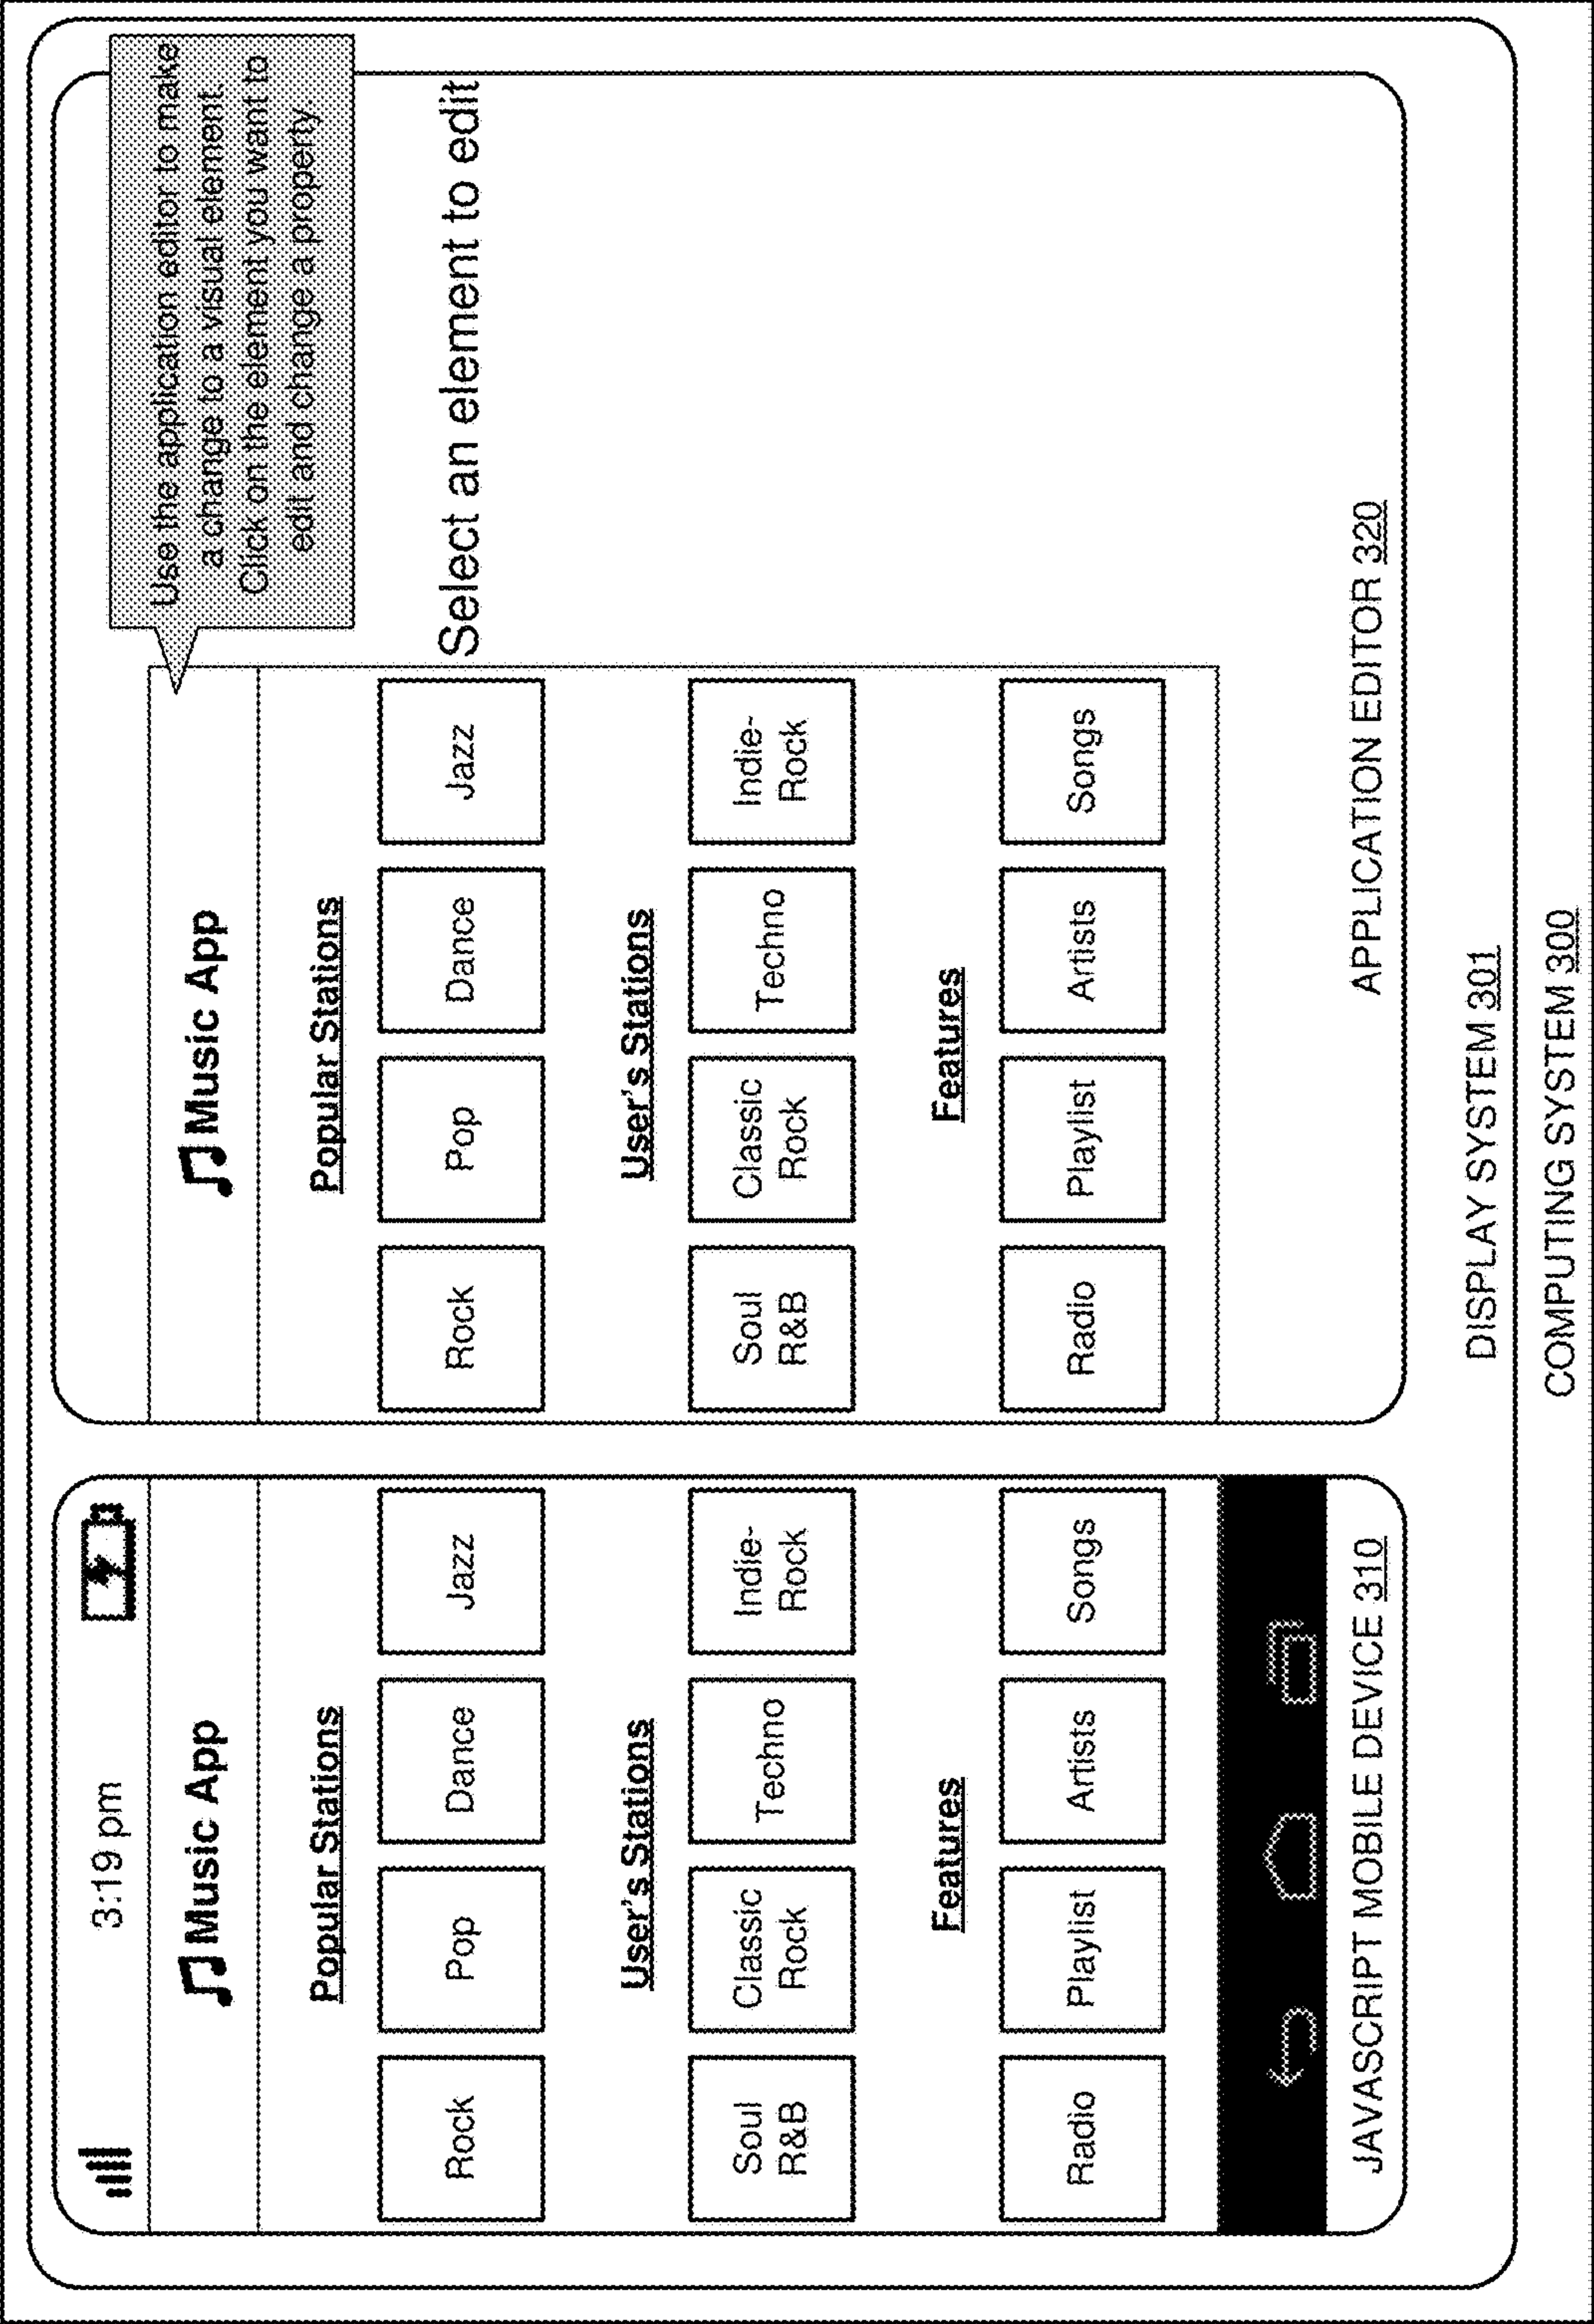 3:19 pm
Music App
Popular Stations
Rock
Pop
Dance
Jazz
User's Stations
Soul
R&B
Classic
Rock
Techno
Indie-
Rock
Features
Radio
Playlist
Artists
Songs
JAVASCRIPT MOBILE DEVICE 310
Use the application editor to make
a change to a visual element.
Click on the element you want to
edit and change a property.
Music App
Popular Stations
Rock
Pop
Dance
Jazz
Select an element to edit
User's Stations
Soul
R&B
Classic
Rock
Techno
Indie-
Rock
Features
Radio
Playlist
Artists
Songs
APPLICATION EDITOR 320
DISPLAY SYSTEM 301
COMPUTING SYSTEM 300